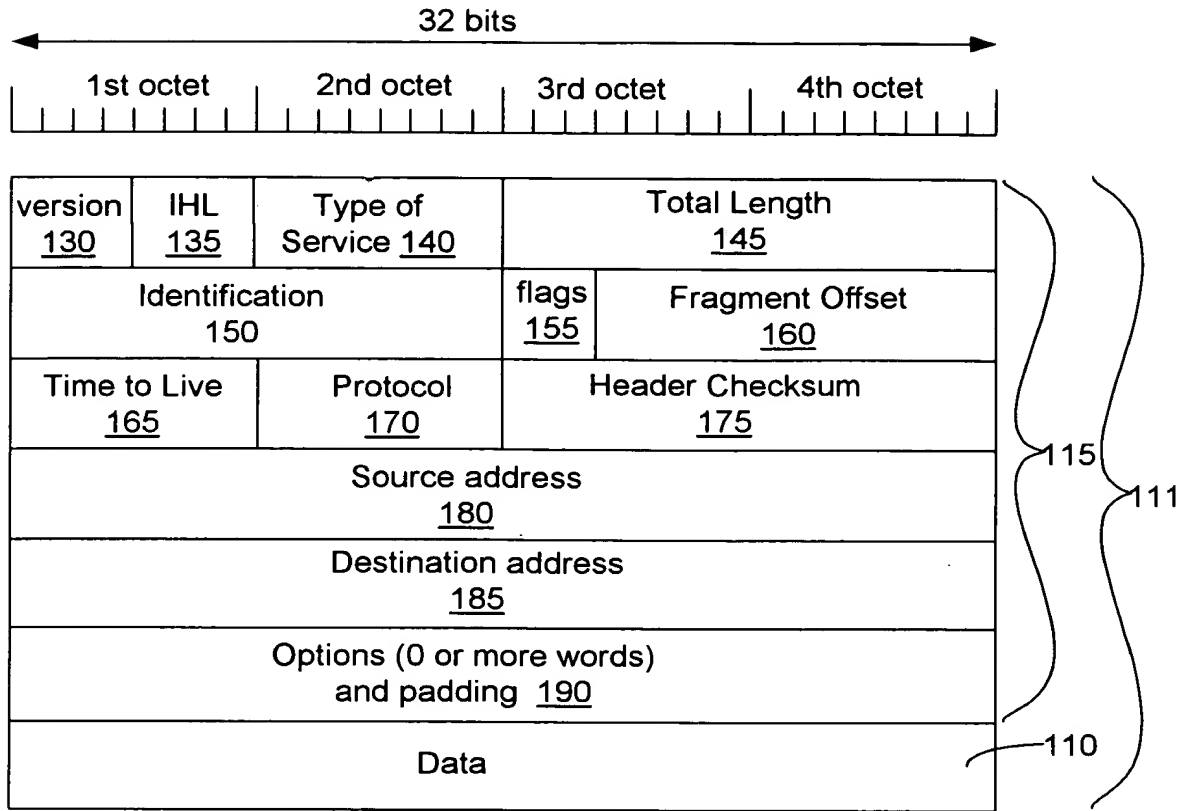 32 bits
1st octet 2nd octet 3rd octet 4th octet
version 130
IHL 135
Type of
Service 140
Total Length
145
Identification
150
flags
155
Fragment Offset
160
Time to Live
165
Protocol
170
Header Checksum
175
Source address
180
Destination address
185
Options (0 or more words)
and padding 190
Data
115
111
110